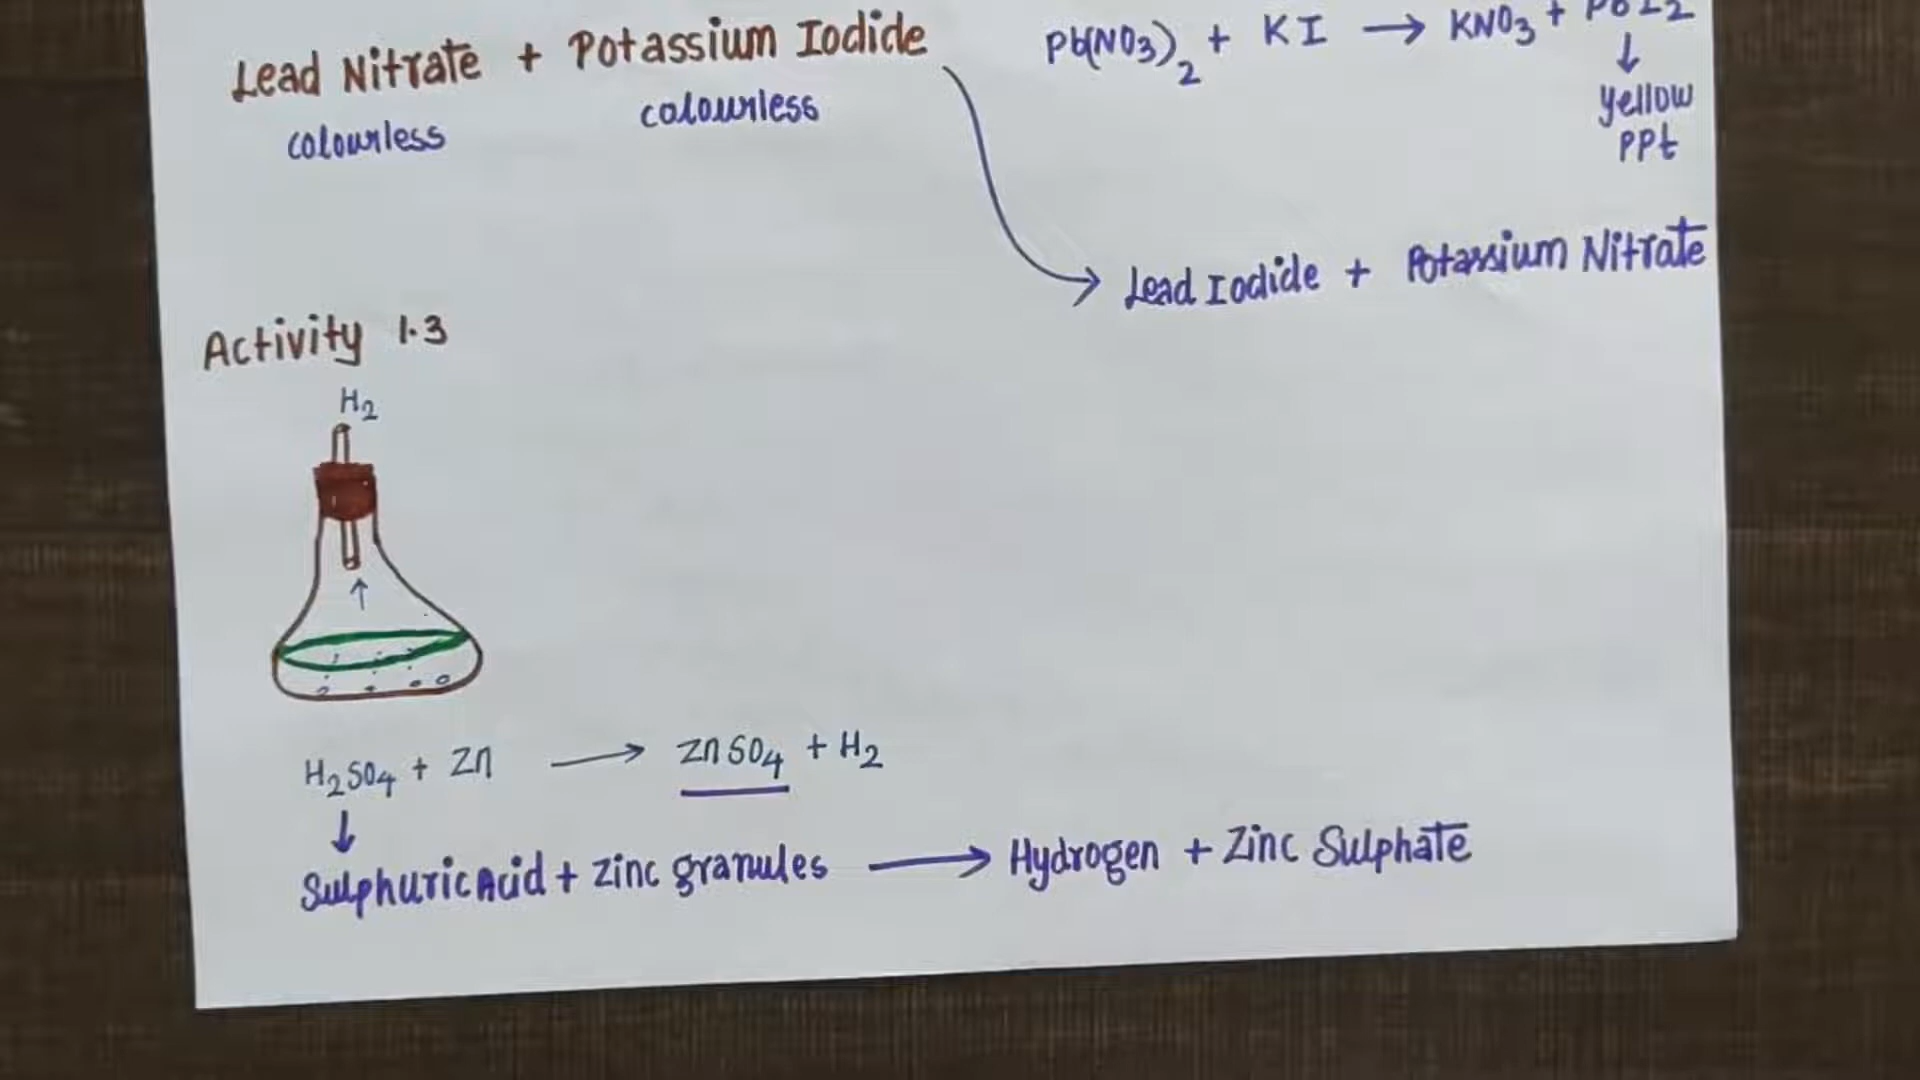 Lead Nitrate + Potassium Iodide
colourless colourless
Pb(NO3)2 + KI → KNO3 + PbI2
↓
yellow
ppt
Lead Iodide + Potassium Nitrate
Activity 1.3
H2
↑
H2SO4 + Zn → ZnSO4 + H2
↓
Sulphuric Acid + Zinc granules → Hydrogen + Zinc Sulphate